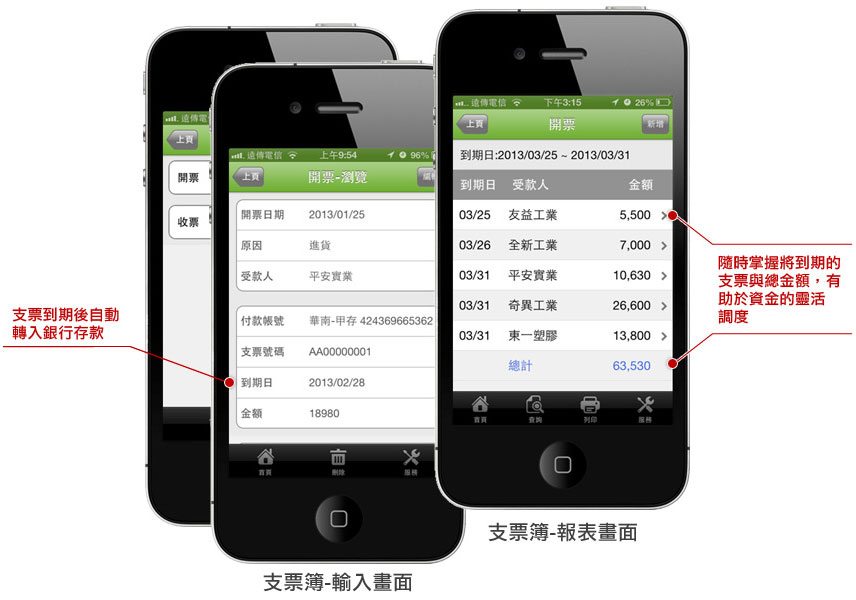 遠傳電
上頁
開票
收票
遠傳電信 上午9:54 96%
上頁 開票-瀏覽
開票日期 2013/01/25
原因 進貨
受款人 平安實業
付款帳號 華南-甲存 424369665362
支票號碼 AA00000001
到期日 2013/02/28
金額 18980
首頁 刪除 服務
支票簿-輸入畫面
遠傳電信 下午3:15 26%
上頁 開票 新增
到期日:2013/03/25 ~ 2013/03/31
到期日 受款人 金額
03/25 友益工業 5,500
03/26 全新工業 7,000
03/31 平安實業 10,630
03/31 奇異工業 26,600
03/31 東一塑膠 13,800
總計 63,530
首頁 查詢 列印 服務
支票簿-報表畫面
支票到期後自動
轉入銀行存款
隨時掌握將到期的
支票與總金額，有
助於資金的靈活
調度